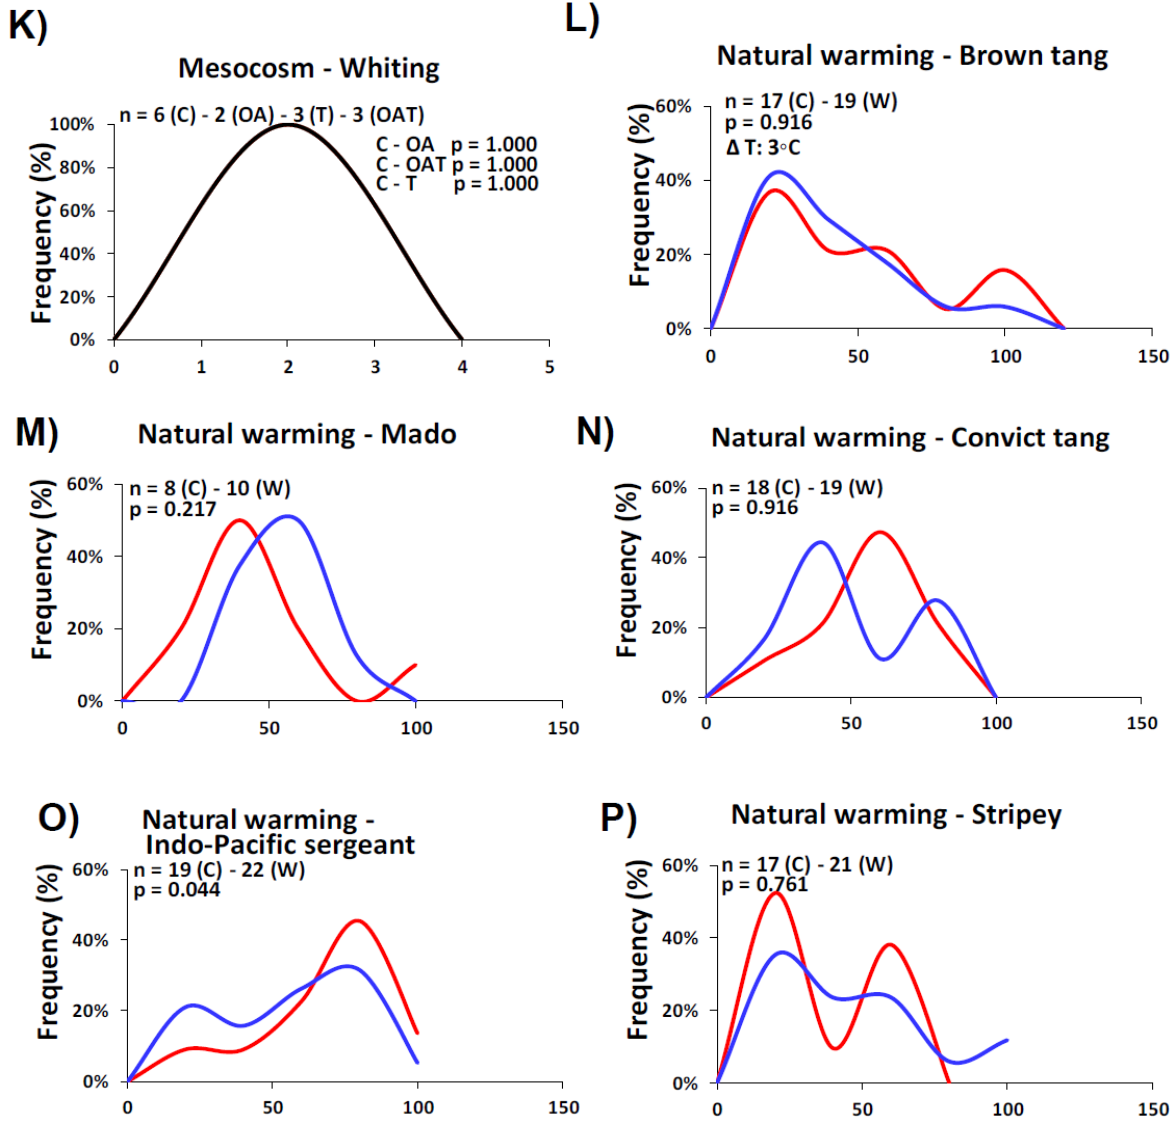 K)
Mesocosm - Whiting
n = 6 (C) - 2 (OA) - 3 (T) - 3 (OAT)
C - OA p = 1.000
C - OAT p = 1.000
C - T p = 1.000
Frequency (%)
100%
80%
60%
40%
20%
0%
0 1 2 3 4 5
L)
Natural warming - Brown tang
n = 17 (C) - 19 (W)
p = 0.916
Δ T: 3◦C
Frequency (%)
60%
40%
20%
0%
0 50 100 150
M)
Natural warming - Mado
n = 8 (C) - 10 (W)
p = 0.217
Frequency (%)
60%
40%
20%
0%
0 50 100 150
N)
Natural warming - Convict tang
n = 18 (C) - 19 (W)
p = 0.916
Frequency (%)
60%
40%
20%
0%
0 50 100 150
O)
Natural warming -
Indo-Pacific sergeant
n = 19 (C) - 22 (W)
p = 0.044
Frequency (%)
60%
40%
20%
0%
0 50 100 150
P)
Natural warming - Stripey
n = 17 (C) - 21 (W)
p = 0.761
Frequency (%)
60%
40%
20%
0%
0 50 100 150